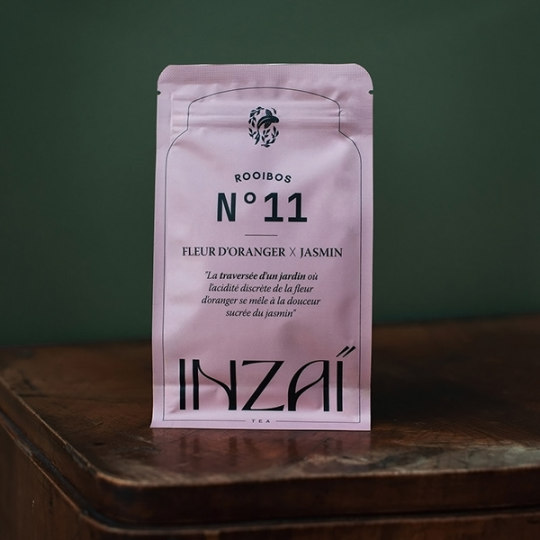 ROOIBOS
N°11
FLEUR D'ORANGER X JASMIN
"La traversée d'un jardin où
l'acidité discrète de la fleur
d'oranger se mêle à la douceur
sucrée du jasmin"
INZAÏ
TEA